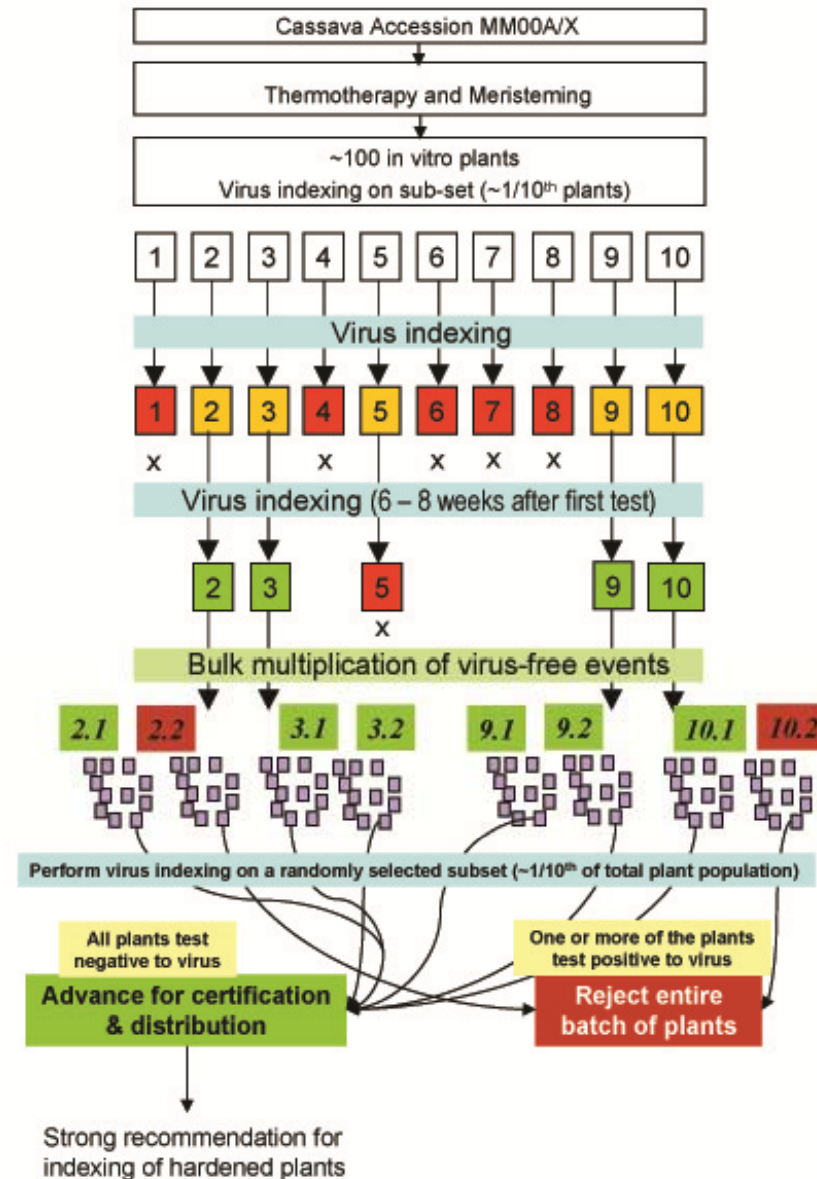 Cassava Accession MM00A/X
Thermotherapy and Meristeming
~100 in vitro plants
Virus indexing on sub-set (~1/10th plants)
1 2 3 4 5 6 7 8 9 10
Virus indexing
1 2 3 4 5 6 7 8 9 10
x x x x x
Virus indexing (6 – 8 weeks after first test)
2 3 5 9 10
x
Bulk multiplication of virus-free events
2.1 2.2 3.1 3.2 9.1 9.2 10.1 10.2
Perform virus indexing on a randomly selected subset (~1/10th of total plant population)
All plants test
negative to virus
Advance for certification
& distribution
One or more of the plants
test positive to virus
Reject entire
batch of plants
Strong recommendation for
indexing of hardened plants